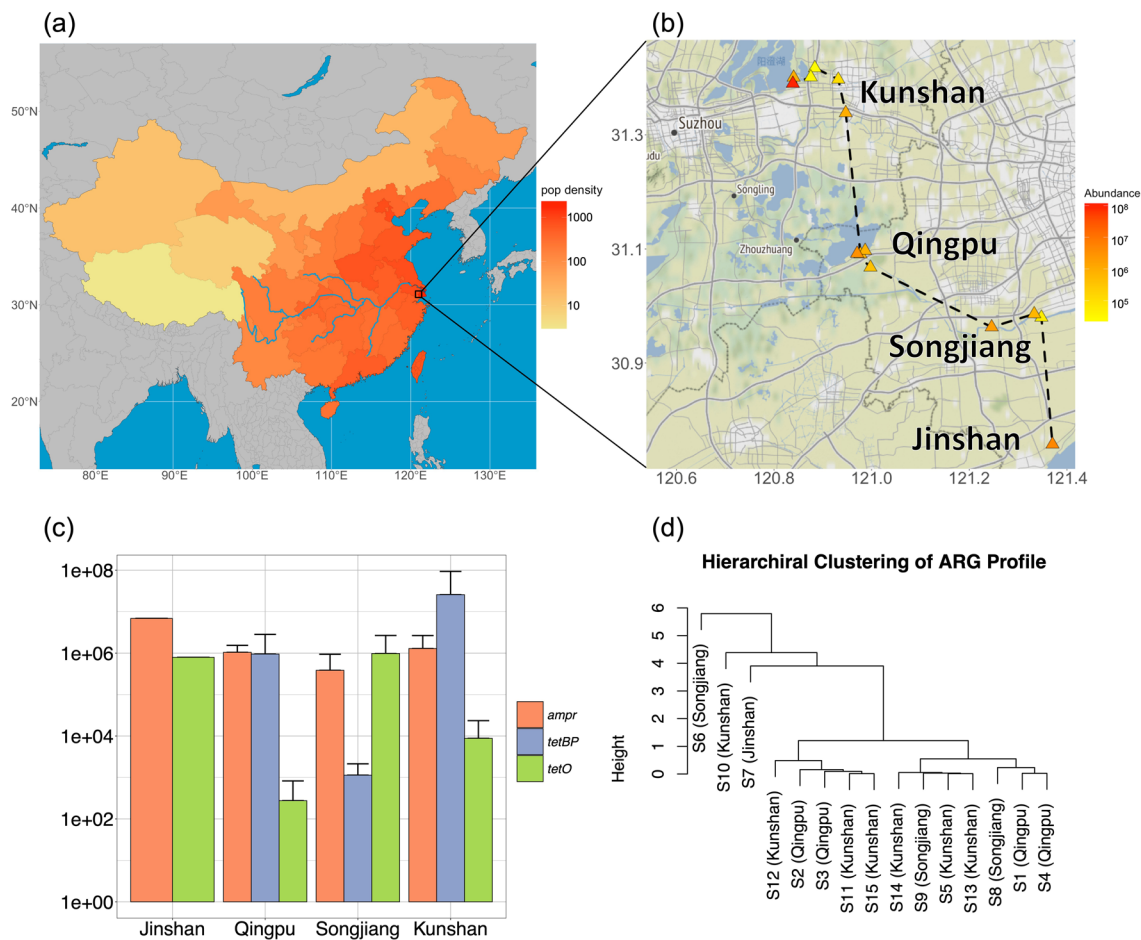 (a)
50°N
40°N
30°N
20°N
80°E
90°E
100°E
110°E
120°E
130°E
pop density
1000
100
10
(b)
阳澄湖
Kunshan
Suzhou
udu
Songling
Zhouzhuang
Qingpu
Songjiang
Jinshan
31.3
31.1
30.9
120.6
120.8
121.0
121.2
121.4
Abundance
10⁸
10⁷
10⁶
10⁵
(c)
1e+08
1e+06
1e+04
1e+02
1e+00
Jinshan
Qingpu
Songjiang
Kunshan
ampr
tetBP
tetO
(d)
Hierarchiral Clustering of ARG Profile
Height
6
5
4
3
2
1
0
S6 (Songjiang)
S10 (Kunshan)
S7 (Jinshan)
S12 (Kunshan)
S2 (Qingpu)
S3 (Qingpu)
S11 (Kunshan)
S15 (Kunshan)
S14 (Kunshan)
S9 (Songjiang)
S5 (Kunshan)
S13 (Kunshan)
S8 (Songjiang)
S1 (Qingpu)
S4 (Qingpu)